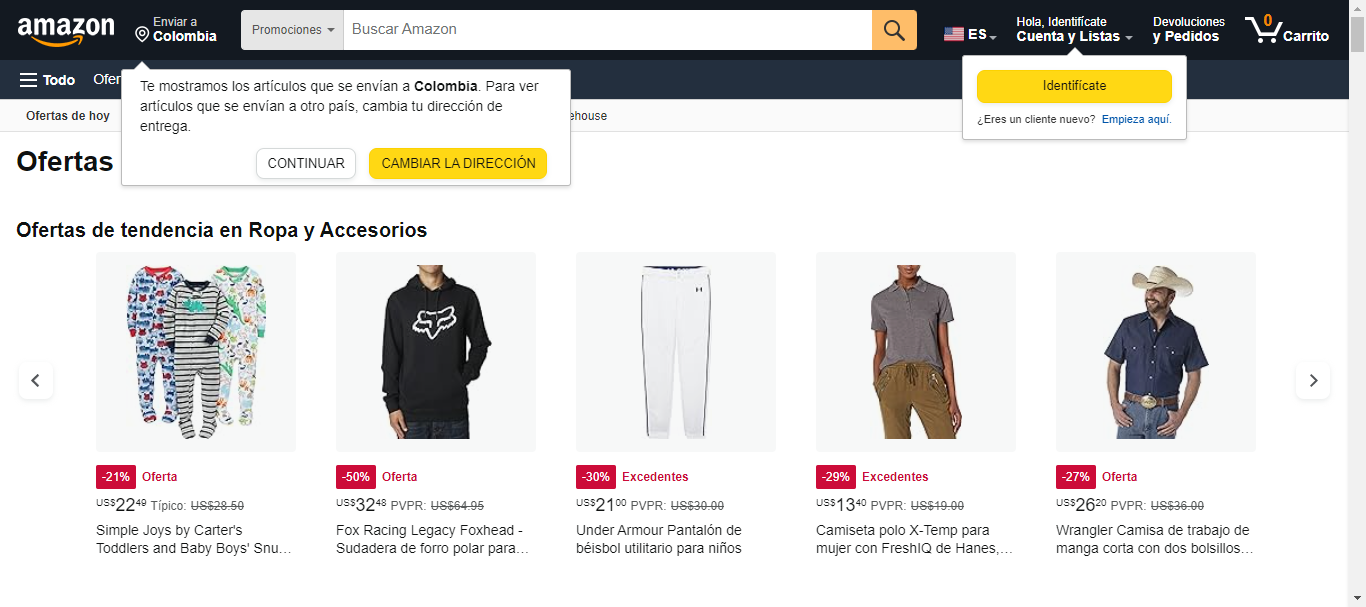 amazon
Enviar a
Colombia
Promociones
Buscar Amazon
ES
Hola, Identifícate
Cuenta y Listas
Devoluciones
y Pedidos
0
Carrito
Todo
Ofer
Te mostramos los artículos que se envían a Colombia. Para ver
artículos que se envían a otro país, cambia tu dirección de
entrega.
CONTINUAR
CAMBIAR LA DIRECCIÓN
Identifícate
¿Eres un cliente nuevo? Empieza aquí.
Ofertas de hoy
ehouse
Ofertas
Ofertas de tendencia en Ropa y Accesorios
-21% Oferta
US$22.49 Típico: US$28.50
Simple Joys by Carter's
Toddlers and Baby Boys' Snu…
-50% Oferta
US$32.48 PVPR: US$64.95
Fox Racing Legacy Foxhead -
Sudadera de forro polar para…
-30% Excedentes
US$21.00 PVPR: US$30.00
Under Armour Pantalón de
béisbol utilitario para niños
-29% Excedentes
US$13.40 PVPR: US$19.00
Camiseta polo X-Temp para
mujer con FreshIQ de Hanes,…
-27% Oferta
US$26.20 PVPR: US$36.00
Wrangler Camisa de trabajo de
manga corta con dos bolsillos…